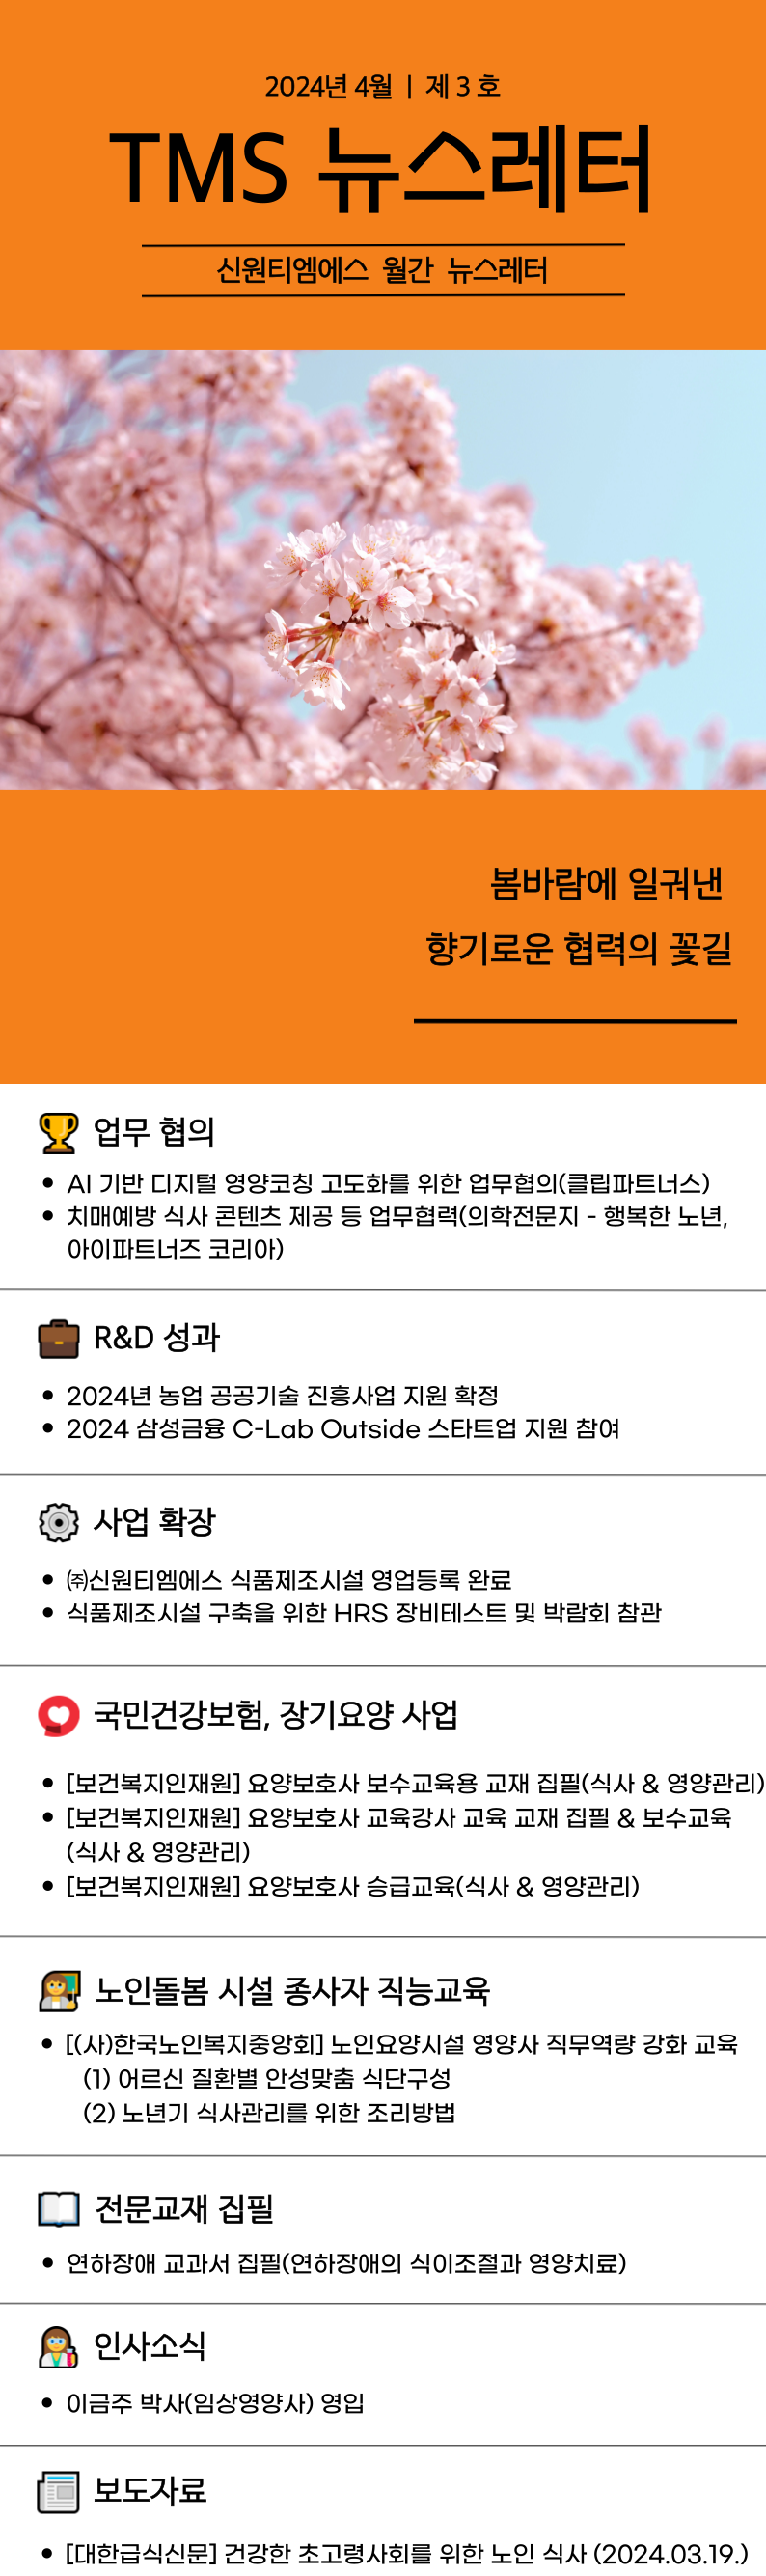 2024년 4월 | 제 3 호
TMS 뉴스레터
신원티엠에스 월간 뉴스레터
봄바람에 일궈낸
향기로운 협력의 꽃길
업무 협의
• AI 기반 디지털 영양코칭 고도화를 위한 업무협의(클립파트너스)
• 치매예방 식사 콘텐츠 제공 등 업무협력(의학전문지 - 행복한 노년,
아이파트너즈 코리아)
R&D 성과
• 2024년 농업 공공기술 진흥사업 지원 확정
• 2024 삼성금융 C-Lab Outside 스타트업 지원 참여
사업 확장
• ㈜신원티엠에스 식품제조시설 영업등록 완료
• 식품제조시설 구축을 위한 HRS 장비테스트 및 박람회 참관
국민건강보험, 장기요양 사업
• [보건복지인재원] 요양보호사 보수교육용 교재 집필(식사 & 영양관리)
• [보건복지인재원] 요양보호사 교육강사 교육 교재 집필 & 보수교육
(식사 & 영양관리)
• [보건복지인재원] 요양보호사 승급교육(식사 & 영양관리)
노인돌봄 시설 종사자 직능교육
• [(사)한국노인복지중앙회] 노인요양시설 영양사 직무역량 강화 교육
(1) 어르신 질환별 안성맞춤 식단구성
(2) 노년기 식사관리를 위한 조리방법
전문교재 집필
• 연하장애 교과서 집필(연하장애의 식이조절과 영양치료)
인사소식
• 이금주 박사(임상영양사) 영입
보도자료
• [대한급식신문] 건강한 초고령사회를 위한 노인 식사 (2024.03.19.)